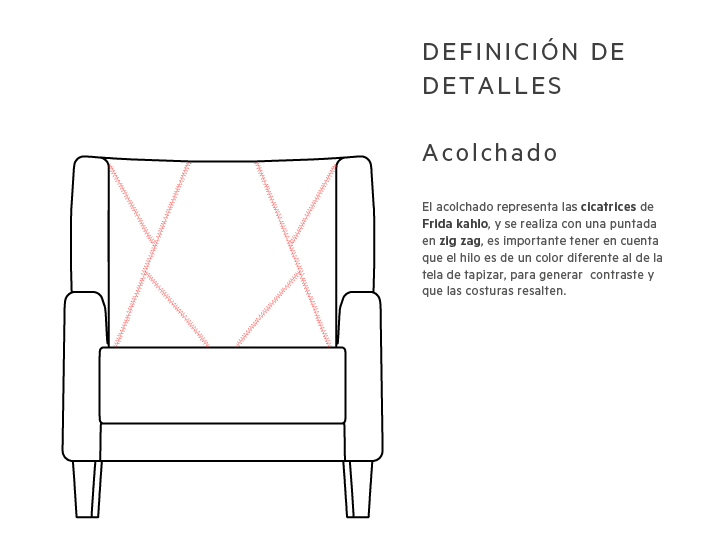 DEFINICIÓN DE
DETALLES
Acolchado
El acolchado representa las cicatrices de
Frida kahlo, y se realiza con una puntada
en zig zag, es importante tener en cuenta
que el hilo es de un color diferente al de la
tela de tapizar, para generar  contraste y
que las costuras resalten.